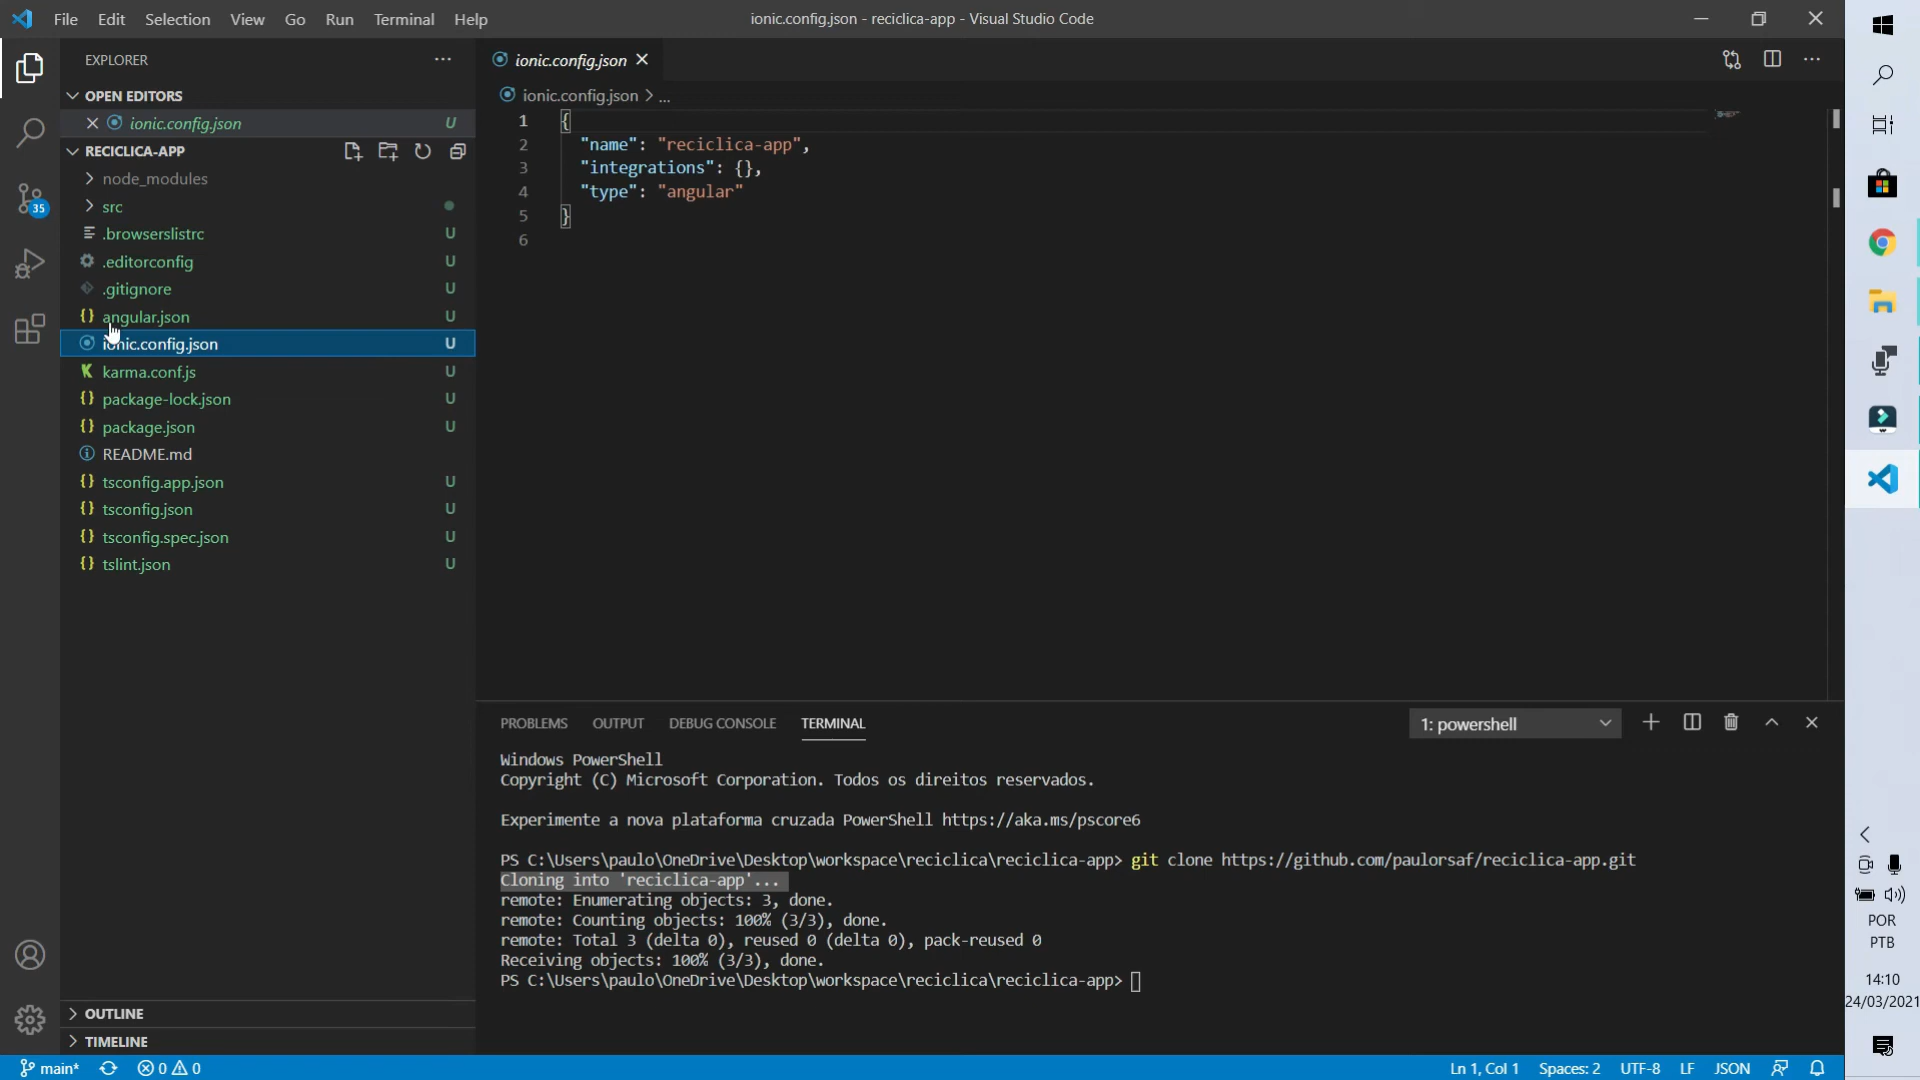 File Edit Selection View Go Run Terminal Help
ionic.config.json - reciclica-app - Visual Studio Code
EXPLORER
OPEN EDITORS
ionic.config.json U
RECICLICA-APP
node_modules
src
.browserslistrc U
.editorconfig U
.gitignore U
angular.json U
ionic.config.json U
karma.conf.js U
package-lock.json U
package.json U
README.md
tsconfig.app.json U
tsconfig.json U
tsconfig.spec.json U
tslint.json U
OUTLINE
TIMELINE
35
ionic.config.json
ionic.config.json > ...
1 {
2 "name": "reciclica-app",
3 "integrations": {},
4 "type": "angular"
5 }
6
PROBLEMS OUTPUT DEBUG CONSOLE TERMINAL
1: powershell
Windows PowerShell
Copyright (C) Microsoft Corporation. Todos os direitos reservados.
Experimente a nova plataforma cruzada PowerShell https://aka.ms/pscore6
PS C:\Users\paulo\OneDrive\Desktop\workspace\reciclica\reciclica-app> git clone https://github.com/paulorsaf/reciclica-app.git
Cloning into 'reciclica-app'...
remote: Enumerating objects: 3, done.
remote: Counting objects: 100% (3/3), done.
remote: Total 3 (delta 0), reused 0 (delta 0), pack-reused 0
Receiving objects: 100% (3/3), done.
PS C:\Users\paulo\OneDrive\Desktop\workspace\reciclica\reciclica-app>
main* 0 0
Ln 1, Col 1 Spaces: 2 UTF-8 LF JSON
POR
PTB
14:10
24/03/2021